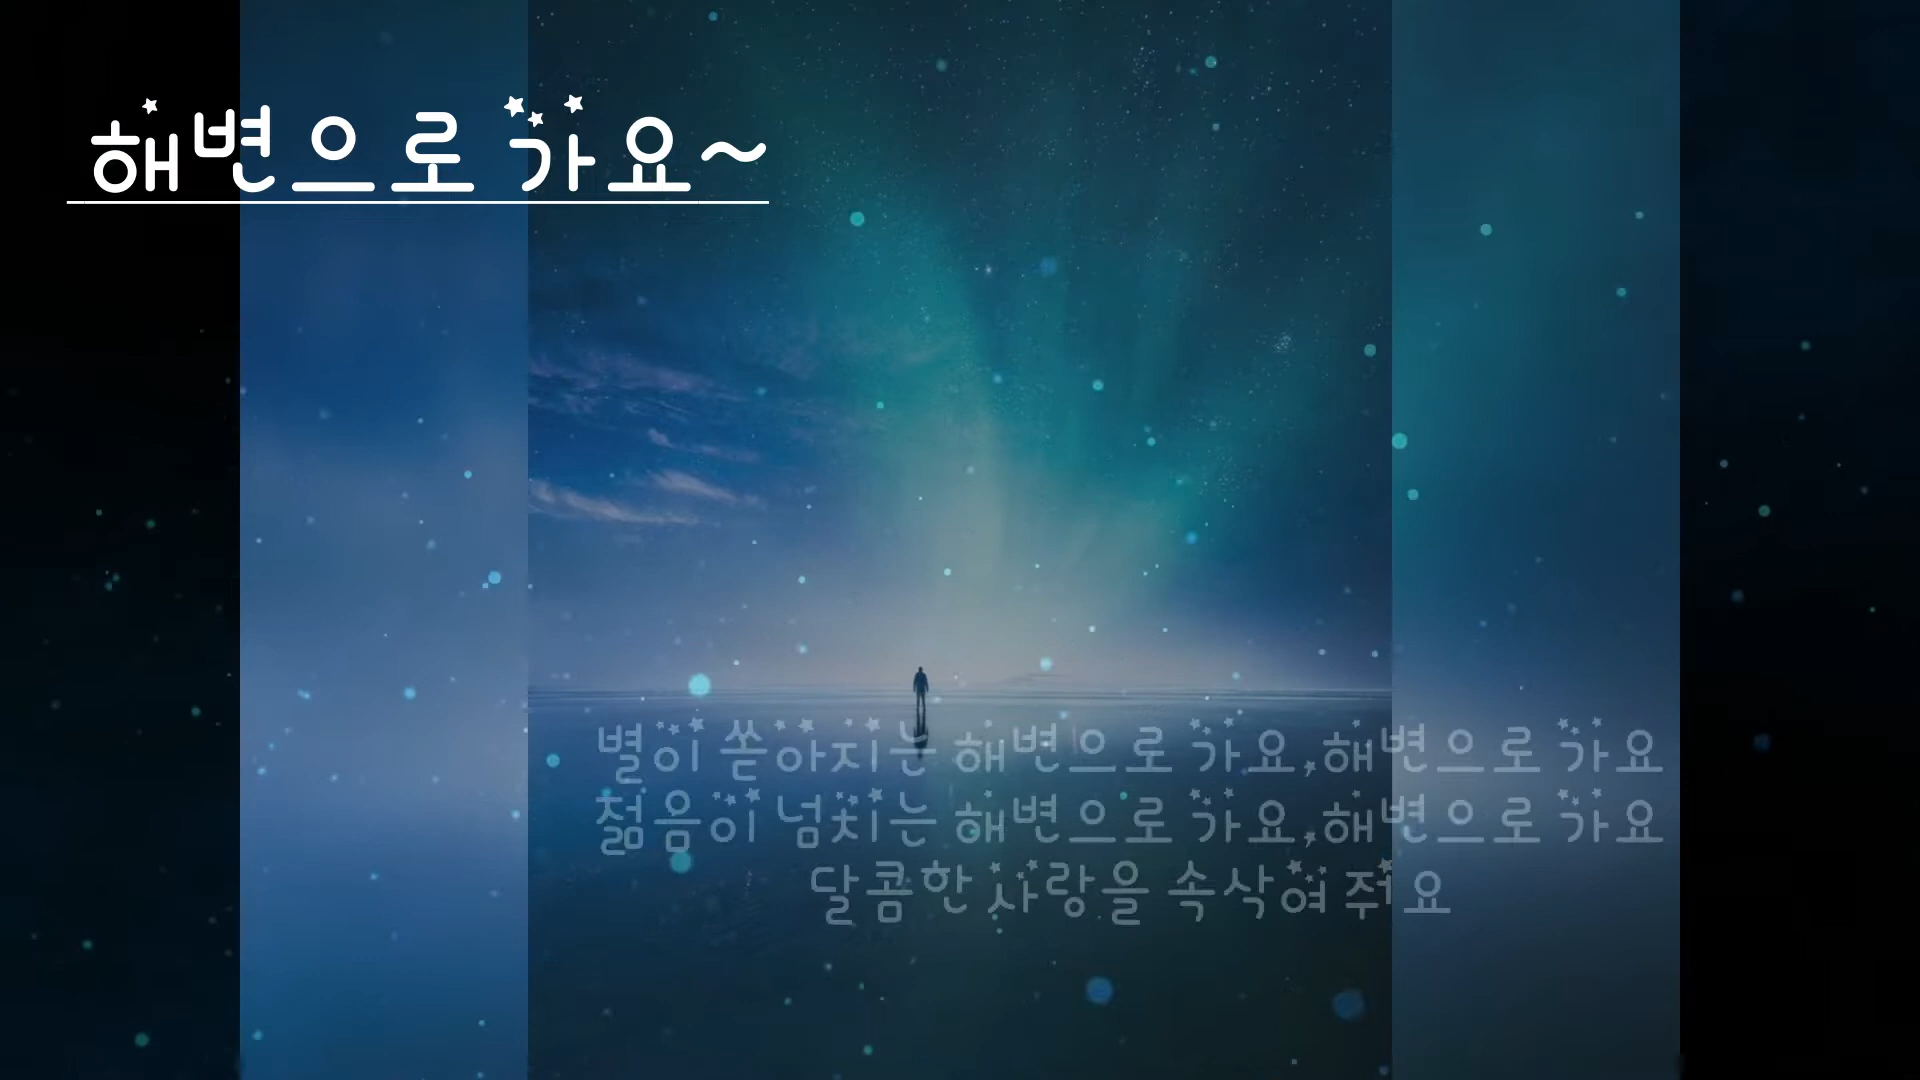 해변으로 가요~
별이 쏟아지는 해변으로 가요,해변으로 가요
젊음이 넘치는 해변으로 가요,해변으로 가요
달콤한 사랑을 속삭여 줘요